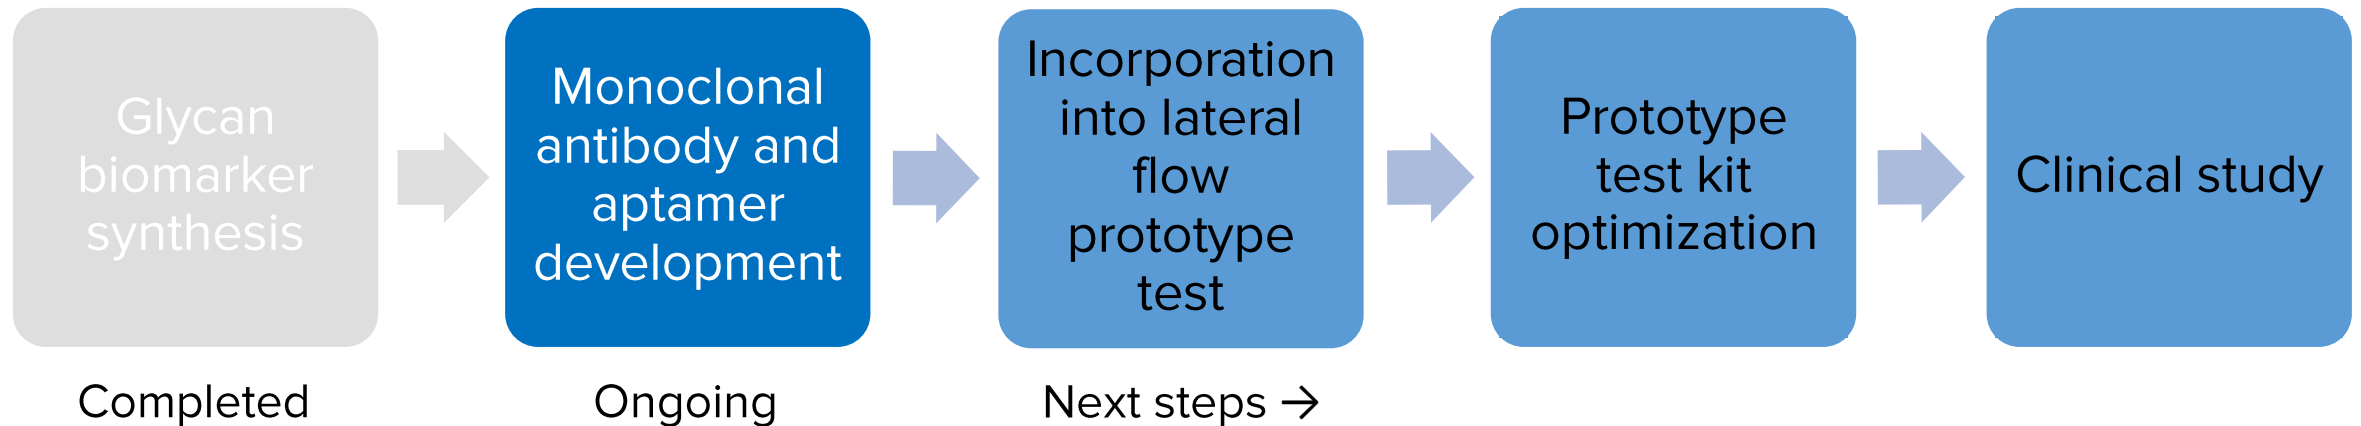 Glycan
biomarker
synthesis
Monoclonal
antibody and
aptamer
development
Incorporation
into lateral
flow
prototype
test
Prototype
test kit
optimization
Clinical study
Completed
Ongoing
Next steps →